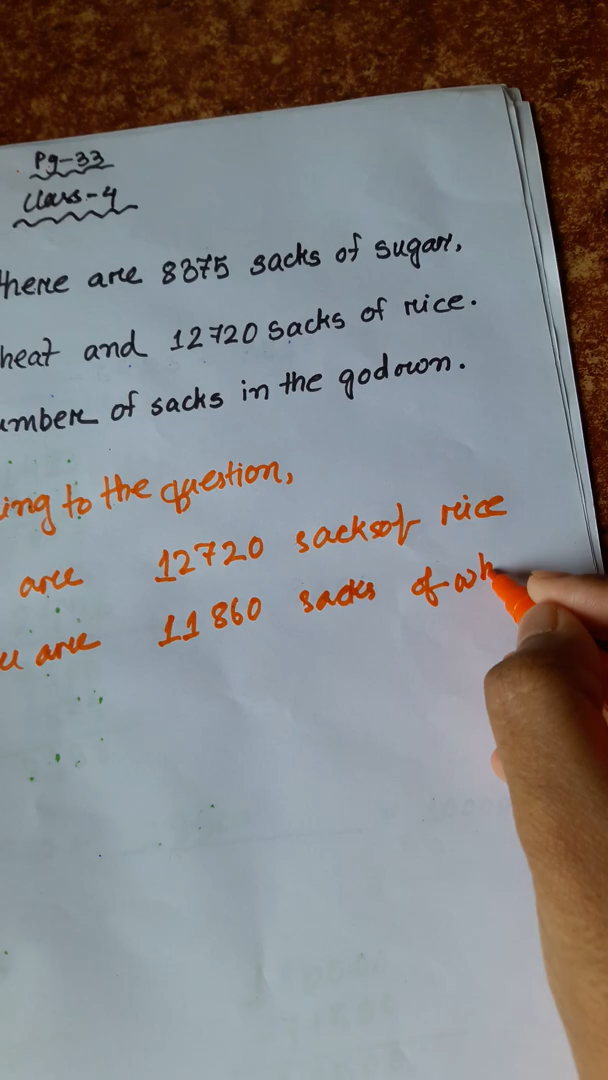 Pg-33
Class-4
here are 8375 sacks of sugar,
heat and 12720 sacks of rice.
umber of sacks in the godown.
ing to the question,
are 12720 sacks of rice
are 11860 sacks of wh